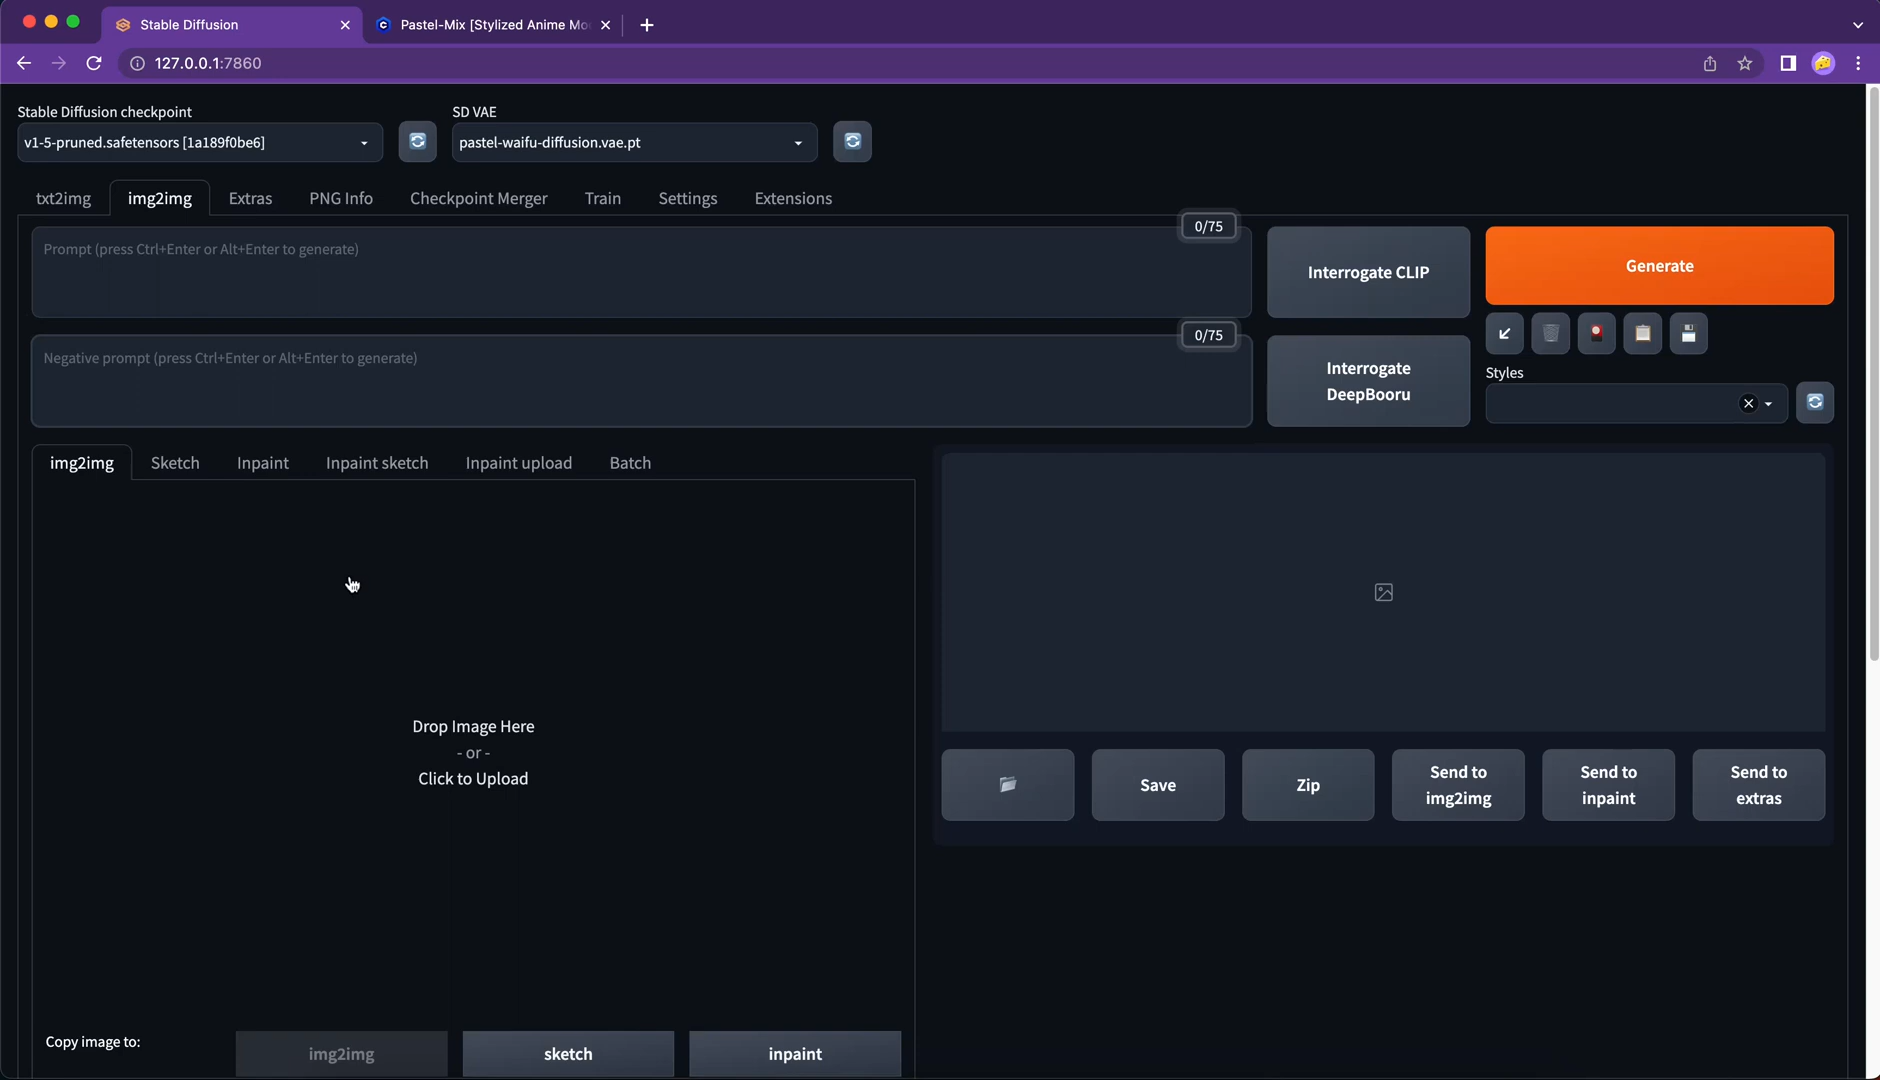 Stable Diffusion
Pastel-Mix [Stylized Anime Mo
127.0.0.1:7860
Stable Diffusion checkpoint
SD VAE
v1-5-pruned.safetensors [1a189f0be6]
pastel-waifu-diffusion.vae.pt
txt2img
img2img
Extras
PNG Info
Checkpoint Merger
Train
Settings
Extensions
0/75
Prompt (press Ctrl+Enter or Alt+Enter to generate)
Interrogate CLIP
Generate
0/75
Negative prompt (press Ctrl+Enter or Alt+Enter to generate)
Interrogate
DeepBooru
Styles
img2img
Sketch
Inpaint
Inpaint sketch
Inpaint upload
Batch
Drop Image Here
- or -
Click to Upload
Save
Zip
Send to
img2img
Send to
inpaint
Send to
extras
Copy image to:
img2img
sketch
inpaint